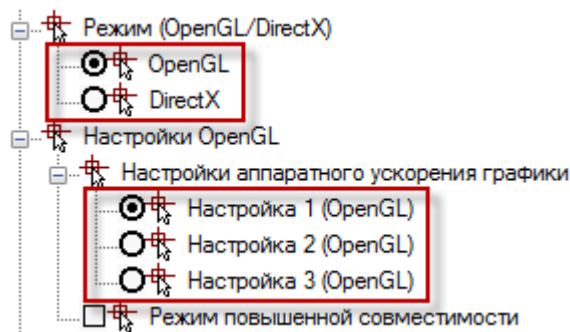 Режим (OpenGL/DirectX)
OpenGL
DirectX
Настройки OpenGL
Настройки аппаратного ускорения графики
Настройка 1 (OpenGL)
Настройка 2 (OpenGL)
Настройка 3 (OpenGL)
Режим повышенной совместимости